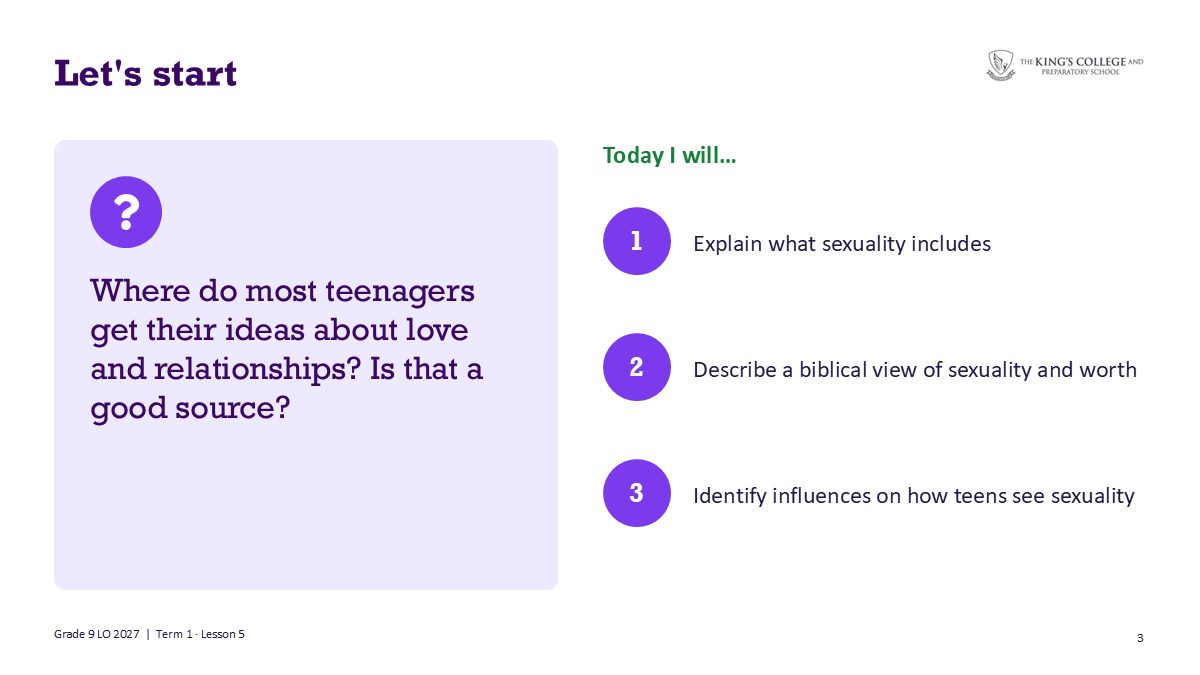 Let's start
THE KING'S COLLEGE AND
PREPARATORY SCHOOL
?
Where do most teenagers
get their ideas about love
and relationships? Is that a
good source?
Today I will...
1
Explain what sexuality includes
2
Describe a biblical view of sexuality and worth
3
Identify influences on how teens see sexuality
Grade 9 LO 2027 | Term 1 · Lesson 5
3